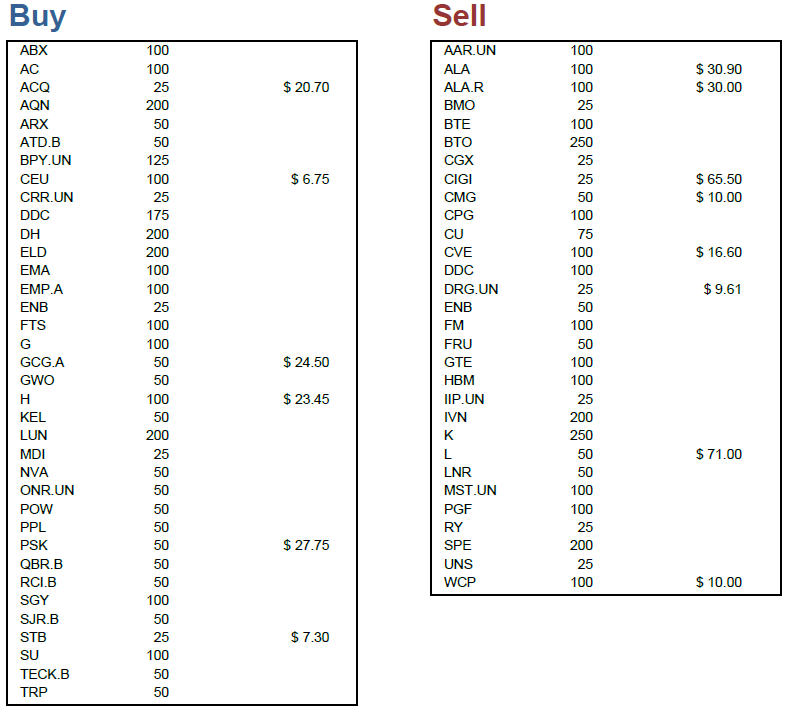 Buy
ABX 100
AC 100
ACQ 25 $ 20.70
AQN 200
ARX 50
ATD.B 50
BPY.UN 125
CEU 100 $ 6.75
CRR.UN 25
DDC 175
DH 200
ELD 200
EMA 100
EMP.A 100
ENB 25
FTS 100
G 100
GCG.A 50 $ 24.50
GWO 50
H 100 $ 23.45
KEL 50
LUN 200
MDI 25
NVA 50
ONR.UN 50
POW 50
PPL 50
PSK 50 $ 27.75
QBR.B 50
RCI.B 50
SGY 100
SJR.B 50
STB 25 $ 7.30
SU 100
TECK.B 50
TRP 50
Sell
AAR.UN 100
ALA 100 $ 30.90
ALA.R 100 $ 30.00
BMO 25
BTE 100
BTO 250
CGX 25
CIGI 25 $ 65.50
CMG 50 $ 10.00
CPG 100
CU 75
CVE 100 $ 16.60
DDC 100
DRG.UN 25 $ 9.61
ENB 50
FM 100
FRU 50
GTE 100
HBM 100
IIP.UN 25
IVN 200
K 250
L 50 $ 71.00
LNR 50
MST.UN 100
PGF 100
RY 25
SPE 200
UNS 25
WCP 100 $ 10.00